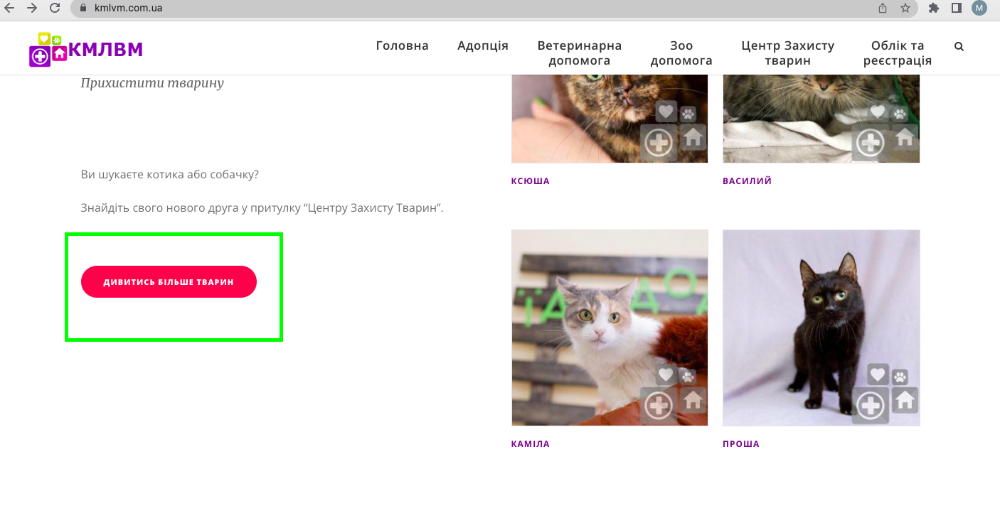 kmlvm.com.ua
M
КМЛВМ
Головна
Адопція
Ветеринарна
допомога
Зоо
допомога
Центр Захисту
тварин
Облік та
реєстрація
Прихистити тварину
Ви шукаєте котика або собачку?
Знайдіть свого нового друга у притулку “Центру Захисту Тварин”.
ДИВИТИСЬ БІЛЬШЕ ТВАРИН
КСЮША
ВАСИЛИЙ
КАМІЛА
ПРОША